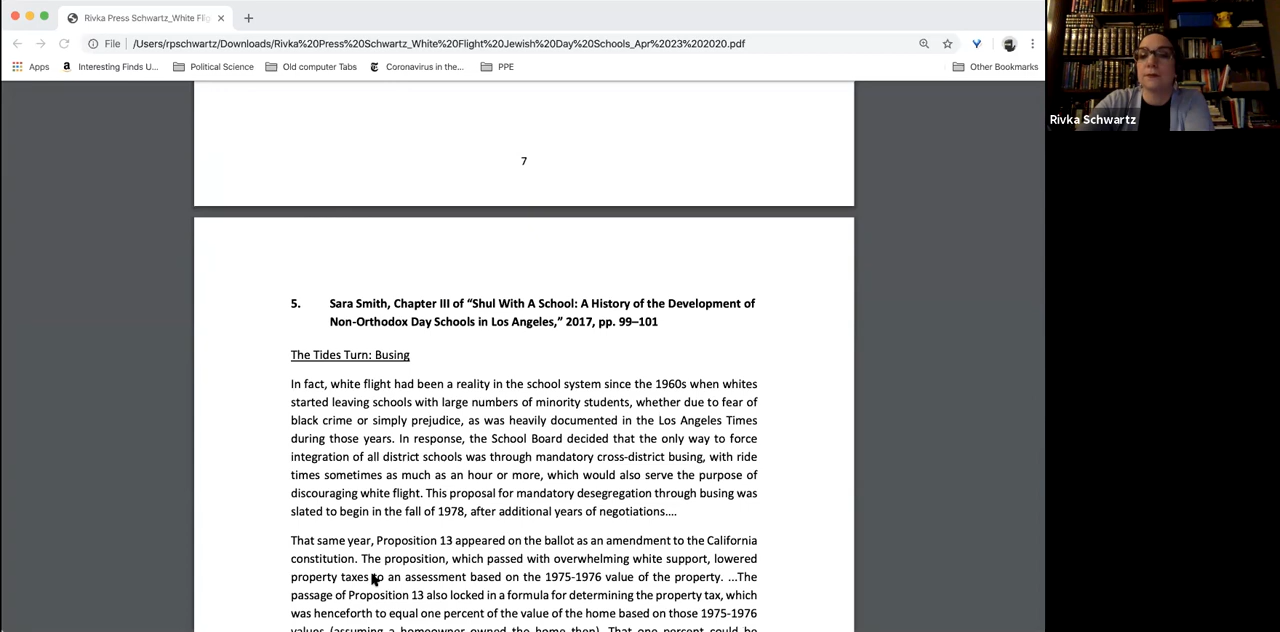 Rivka Press Schwartz_White Fli
File
/Users/rpschwartz/Downloads/Rivka%20Press%20Schwartz_White%20Flight%20Jewish%20Day%20Schools_Apr%2023%202020.pdf
Apps
Interesting Finds U...
Political Science
Old computer Tabs
Coronavirus in the...
PPE
Other Bookmarks
Rivka Schwartz
7
5. Sara Smith, Chapter III of “Shul With A School: A History of the Development of
Non-Orthodox Day Schools in Los Angeles,” 2017, pp. 99–101
The Tides Turn: Busing
In fact, white flight had been a reality in the school system since the 1960s when whites
started leaving schools with large numbers of minority students, whether due to fear of
black crime or simply prejudice, as was heavily documented in the Los Angeles Times
during those years. In response, the School Board decided that the only way to force
integration of all district schools was through mandatory cross-district busing, with ride
times sometimes as much as an hour or more, which would also serve the purpose of
discouraging white flight. This proposal for mandatory desegregation through busing was
slated to begin in the fall of 1978, after additional years of negotiations....
That same year, Proposition 13 appeared on the ballot as an amendment to the California
constitution. The proposition, which passed with overwhelming white support, lowered
property taxes to an assessment based on the 1975-1976 value of the property. ...The
passage of Proposition 13 also locked in a formula for determining the property tax, which
was henceforth to equal one percent of the value of the home based on those 1975-1976
values (assuming a homeowner owned the home then). That one percent could be